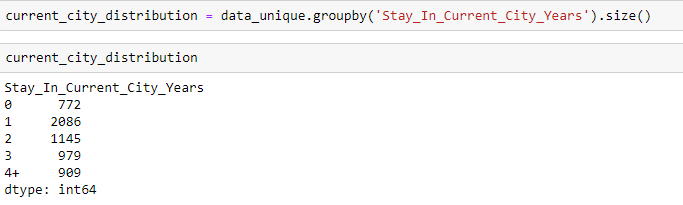 current_city_distribution = data_unique.groupby('Stay_In_Current_City_Years').size()
current_city_distribution
Stay_In_Current_City_Years
0      772
1     2086
2     1145
3      979
4+     909
dtype: int64